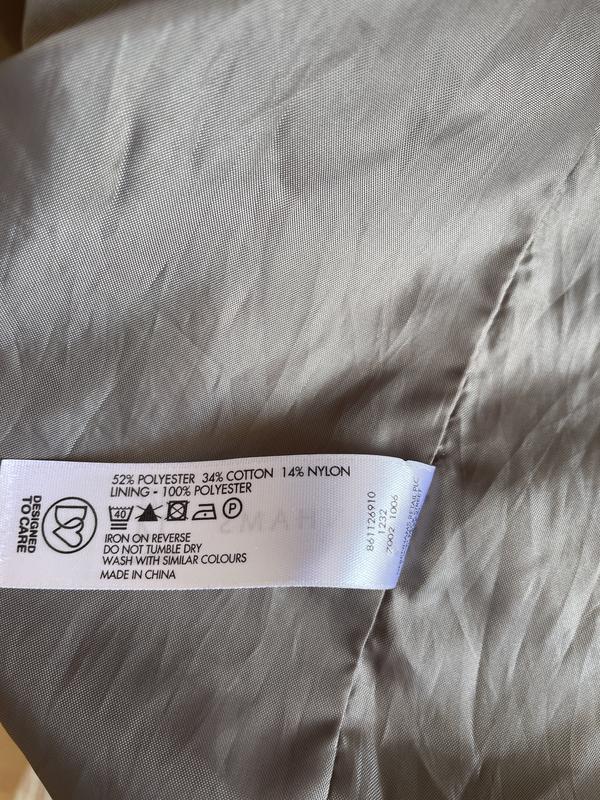 52% POLYESTER 34% COTTON 14% NYLON
LINING - 100% POLYESTER
40
P
IRON ON REVERSE
DO NOT TUMBLE DRY
WASH WITH SIMILAR COLOURS
MADE IN CHINA
DESIGNED
TO CARE
861126910
1232
7002 1006